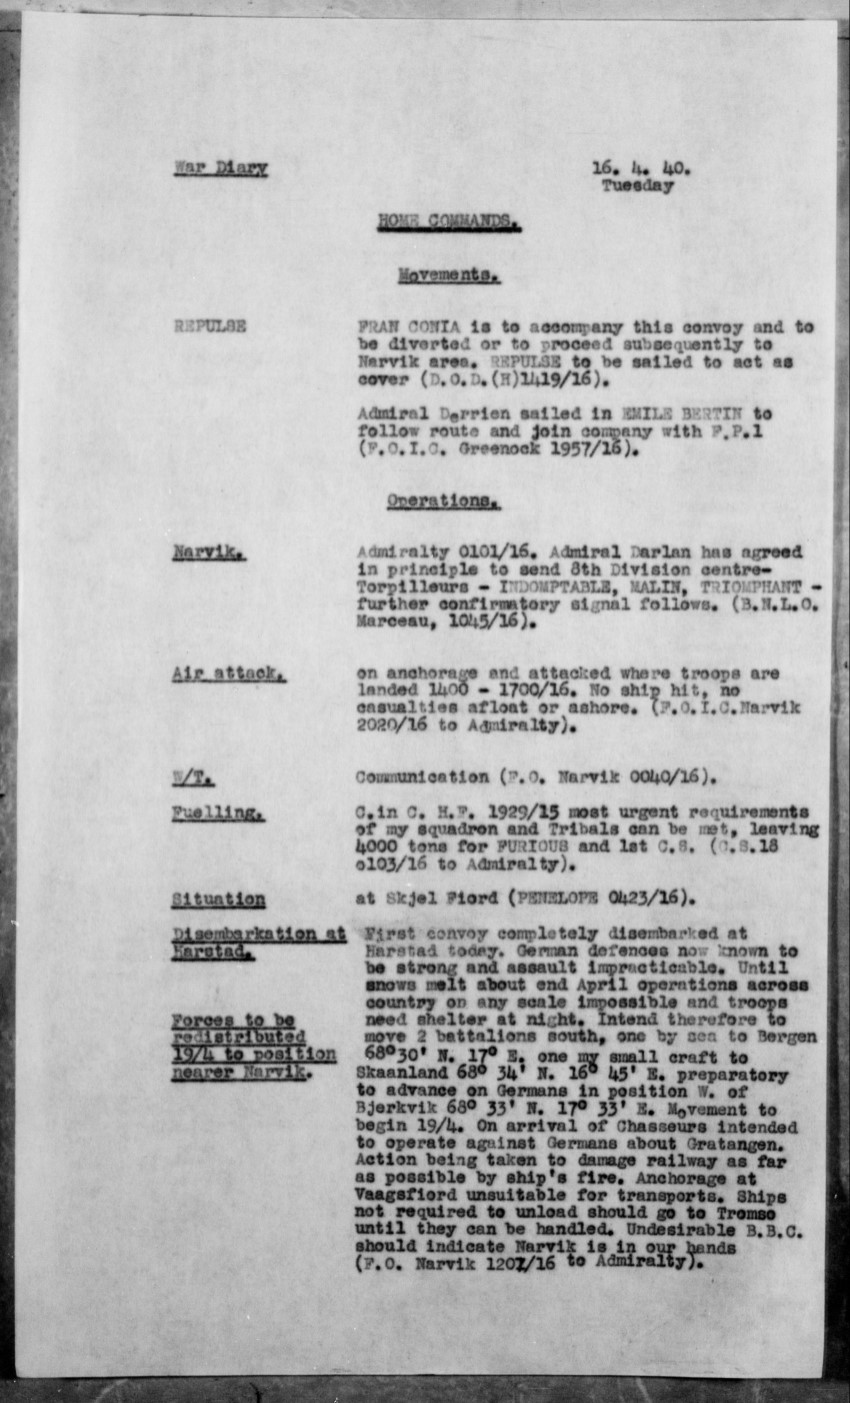 War Diary 16. 4. 40.
Tuesday
HOME COMMANDS.
Movements.
REPULSE FRAN CONIA is to accompany this convoy and to
be diverted or to proceed subsequently to
Narvik area. REPULSE to be sailed to act as
cover (D.O.D.(H)1419/16).
Admiral Derrien sailed in EMILE BERTIN to
follow route and join company with F.P.1
(F.O.I.C. Greenock 1957/16).
Operations.
Narvik. Admiralty 0101/16. Admiral Darlan has agreed
in principle to send 8th Division centre-
Torpilleurs - INDOMPTABLE, MALIN, TRIOMPHANT -
further confirmatory signal follows. (B.N.L.O.
Marceau, 1045/16).
Air attack. on anchorage and attacked where troops are
landed 1400 - 1700/16. No ship hit, no
casualties afloat or ashore. (F.O.I.C.Narvik
2020/16 to Admiralty).
W/T. Communication (F.O. Narvik 0040/16).
Fuelling. C.in C. H.F. 1929/15 most urgent requirements
of my squadron and Tribals can be met, leaving
4000 tons for FURIOUS and 1st C.S. (C.S.18
0103/16 to Admiralty).
Situation at Skjel Fiord (PENELOPE 0423/16).
Disembarkation at First convoy completely disembarked at
Harstad. Harstad today. German defences now known to
be strong and assault impracticable. Until
snows melt about end April operations across
country on any scale impossible and troops
Forces to be need shelter at night. Intend therefore to
redistributed move 2 battalions south, one by sea to Bergen
19/4 to position 68°30' N. 17° E. one my small craft to
nearer Narvik. Skaanland 68° 34' N. 16° 45' E. preparatory
to advance on Germans in position W. of
Bjerkvik 68° 33' N. 17° 33' E. Movement to
begin 19/4. On arrival of Chasseurs intended
to operate against Germans about Gratangen.
Action being taken to damage railway as far
as possible by ship's fire. Anchorage at
Vaagsfiord unsuitable for transports. Ships
not required to unload should go to Tromso
until they can be handled. Undesirable B.B.C.
should indicate Narvik is in our hands
(F.O. Narvik 1207/16 to Admiralty).